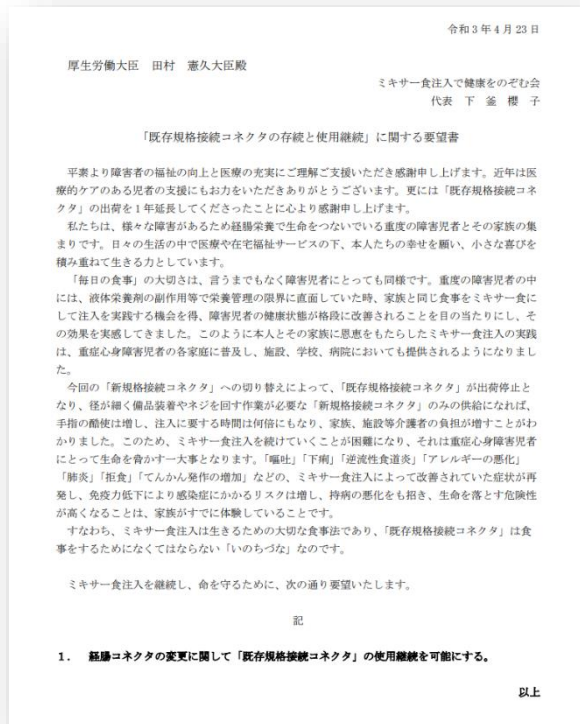 令和3年4月23日
厚生労働大臣　田村　憲久大臣殿
ミキサー食注入で健康をのぞむ会
代表　下　釜　櫻　子
「既存規格接続コネクタの存続と使用継続」に関する要望書
平素より障害者の福祉の向上と医療の充実にご理解ご支援いただき感謝申し上げます。近年は医
療的ケアのある児者の支援にもお力をいただきありがとうございます。更には「既存規格接続コネ
クタ」の出荷を1年延長してくださったことに心より感謝申し上げます。
私たちは、様々な障害があるため経腸栄養で生命をつないでいる重度の障害児者とその家族の集
まりです。日々の生活の中で医療や在宅福祉サービスの下、本人たちの幸せを願い、小さな喜びを
積み重ねて生きる力としています。
「毎日の食事」の大切さは、言うまでもなく障害児者にとっても同様です。重度の障害児者の中
には、液体栄養剤の副作用等で栄養管理の限界に直面していた時、家族と同じ食事をミキサー食に
して注入を実践する機会を得、障害児者の健康状態が格段に改善されることを目の当たりにし、そ
の効果を実感してきました。このように本人とその家族に恩恵をもたらしたミキサー食注入の実践
は、重症心身障害児者の各家庭に普及し、施設、学校、病院においても提供されるようになりまし
た。
今回の「新規格接続コネクタ」への切り替えによって、「既存規格接続コネクタ」が出荷停止と
なり、径が細く備品装着やネジを回す作業が必要な「新規格接続コネクタ」のみの供給になれば、
手指の酷使は増し、注入に要する時間は何倍にもなり、家族、施設等介護者の負担が増すことがわ
かりました。このため、ミキサー食注入を続けていくことが困難になり、それは重症心身障害児者
にとって生命を脅かす一大事となります。「嘔吐」「下痢」「逆流性食道炎」「アレルギーの悪化」
「肺炎」「拒食」「てんかん発作の増加」などの、ミキサー食注入によって改善されていた症状が再
発し、免疫力低下により感染症にかかるリスクは増し、持病の悪化をも招き、生命を落とす危険性
が高くなることは、家族がすでに体験していることです。
すなわち、ミキサー食注入は生きるための大切な食事法であり、「既存規格接続コネクタ」は食
事をするためになくてはならない「いのちづな」なのです。
ミキサー食注入を継続し、命を守るために、次の通り要望いたします。
記
1．　経腸コネクタの変更に関して「既存規格接続コネクタ」の使用継続を可能にする。
以上